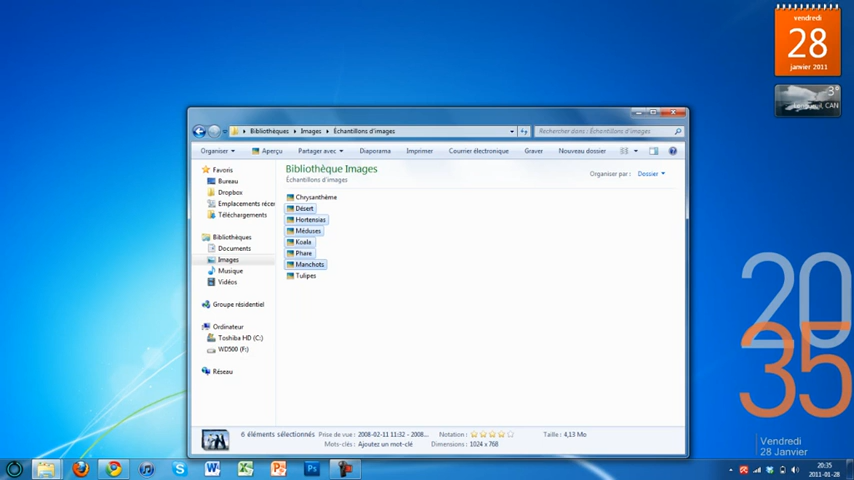 vendredi
28
janvier 2011
3°
CAN
Bibliothèques Images Échantillons d'images
Rechercher dans : Échantillons d'images
Organiser Aperçu Partager avec Diaporama Imprimer Courrier électronique Graver Nouveau dossier
Favoris
Bureau
Dropbox
Emplacements récen
Téléchargements
Bibliothèques
Documents
Images
Musique
Vidéos
Groupe résidentiel
Ordinateur
Toshiba HD (C:)
WD500 (F:)
Réseau
Bibliothèque Images
Échantillons d'images
Organiser par : Dossier
Chrysanthème
Désert
Hortensias
Méduses
Koala
Phare
Manchots
Tulipes
6 éléments sélectionnés Prise de vue : 2008-02-11 11:32 - 2008... Notation : Taille : 4,13 Mo
Mots-clés : Ajoutez un mot-clé Dimensions : 1024 x 768
20
35
Vendredi
28 Janvier
20:35
2011-01-28